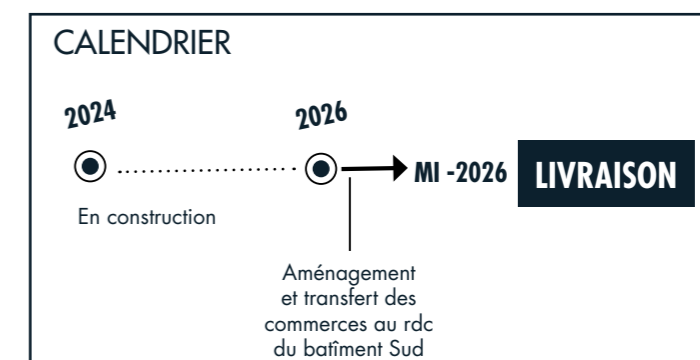 CALENDRIER
2024
2026
MI -2026
LIVRAISON
En construction
Aménagement
et transfert des
commerces au rdc
du batîment Sud